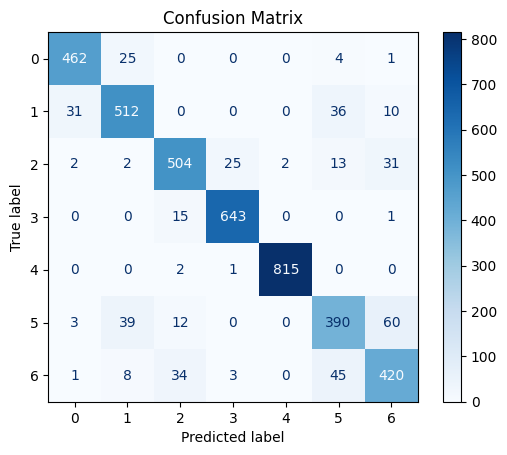 Confusion Matrix
0 462 25 0 0 0 4 1
1 31 512 0 0 0 36 10
2 2 2 504 25 2 13 31
3 0 0 15 643 0 0 1
4 0 0 2 1 815 0 0
5 3 39 12 0 0 390 60
6 1 8 34 3 0 45 420
0 1 2 3 4 5 6
Predicted label
True label
800
700
600
500
400
300
200
100
0